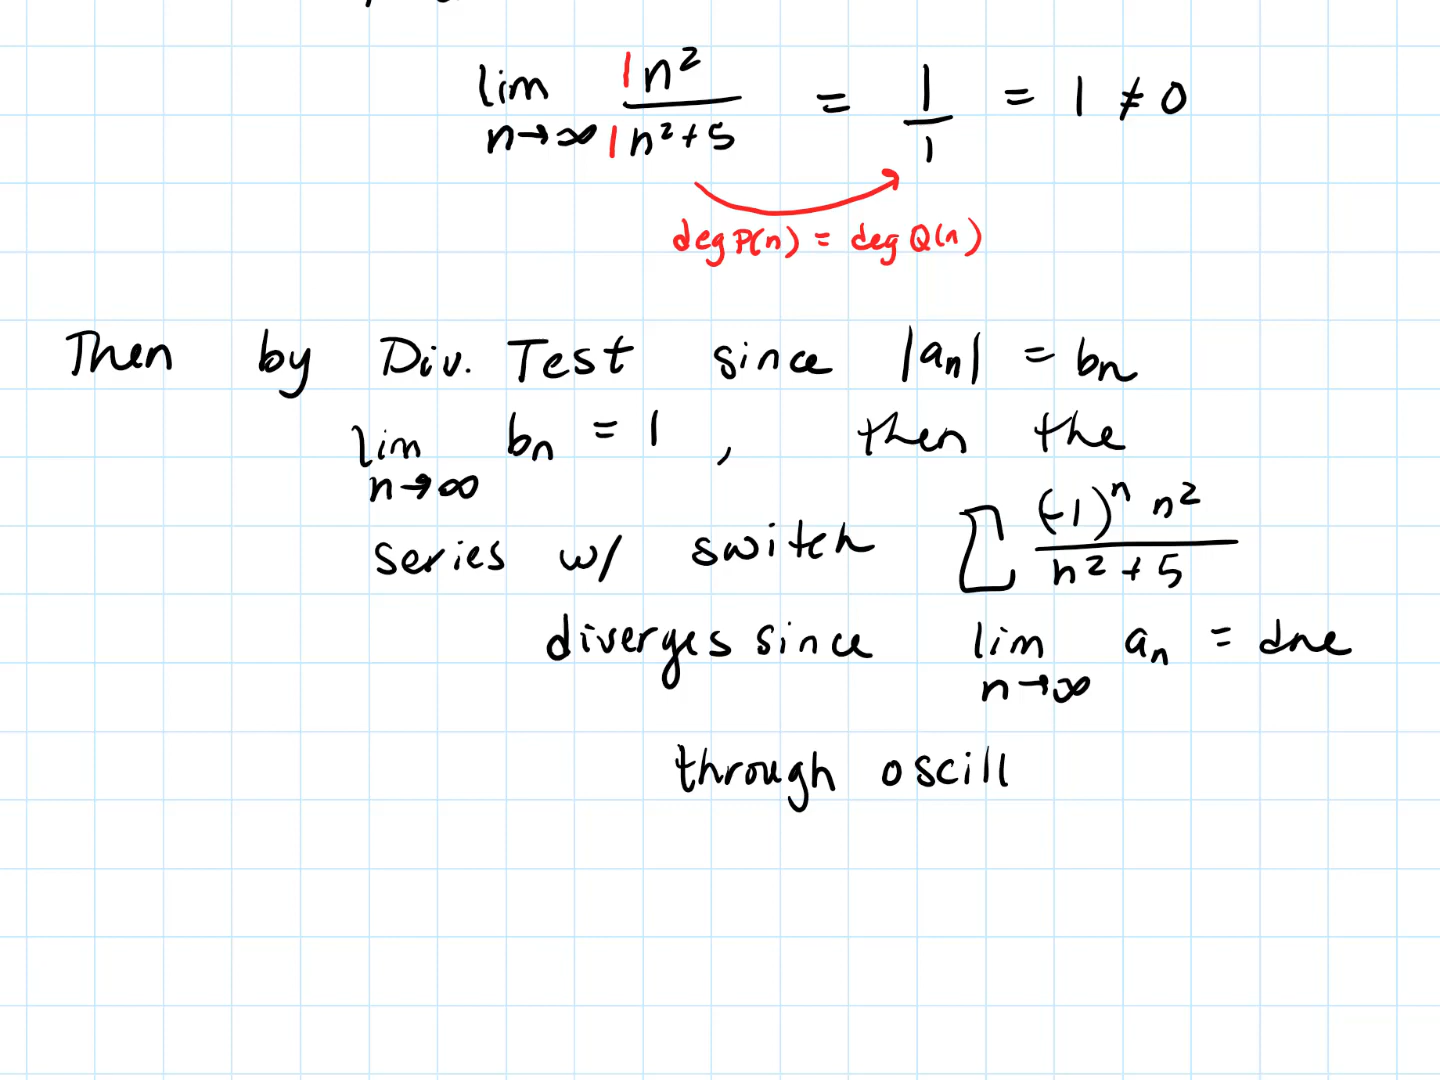 lim n→∞ 1n²/1n²+5 = 1/1 = 1 ≠ 0
deg P(n) = deg Q(n)
Then by Div. Test since |aₙ| = bₙ
lim n→∞ bₙ = 1 , then the
series w/ switch Σ (-1)ⁿ n²/n²+5
diverges since lim n→∞ aₙ = dne
through oscill